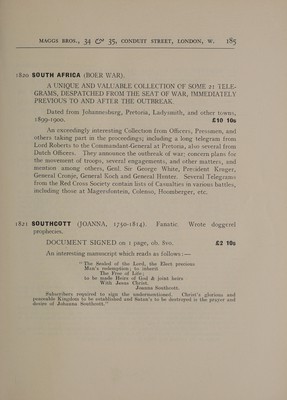 MAGGS BROS., 34 & 35, CONDUIT STREET, LONDON, W. 185
1820 SOUTH AFRICA (BOER WAR).
A UNIQUE AND VALUABLE COLLECTION OF SOME 21 TELE-
GRAMS, DESPATCHED FROM THE SEAT OF WAR, IMMEDIATELY
PREVIOUS TO AND AFTER THE OUTBREAK.
Dated from Johannesburg, Pretoria, Ladysmith, and other towns,
1899-1900. £10 10s
An exceedingly interesting Collection from Officers, Pressmen, and
others taking part in the proceedings; including a long telegram from
Lord Roberts to the Commandant-General at Pretoria, also several from
Dutch Officers. They announce the outbreak of war; concern plans for
the movement of troops, several engagements, and other matters, and
mention among others, Genl. Sir George White, President Kruger,
General Cronje, General Koch and General Hunter. Several Telegrams
from the Red Cross Society contain lists of Casualties in various battles,
including those at Magersfontein, Colenso, Hoomberger, etc.
1821 SOUTHCOTT (JOANNA, 1750-1814). Fanatic. Wrote doggerel
prophecies.
DOCUMENT SIGNED on 1 page, ob. 8vo. £2 10s
An interesting manuscript which reads as follows:—
"The Sealed of the Lord, the Elect precious
Man's redemption; to inherit
The Tree of Life;
to be made Heirs of God & joint heirs
With Jesus Christ.
Joanna Southcott.
Subscribers required to sign the undermentioned. Christ's glorious and
peaceable Kingdom to be established and Satan's to be destroyed is the prayer and
desire of Johanna Southcott."